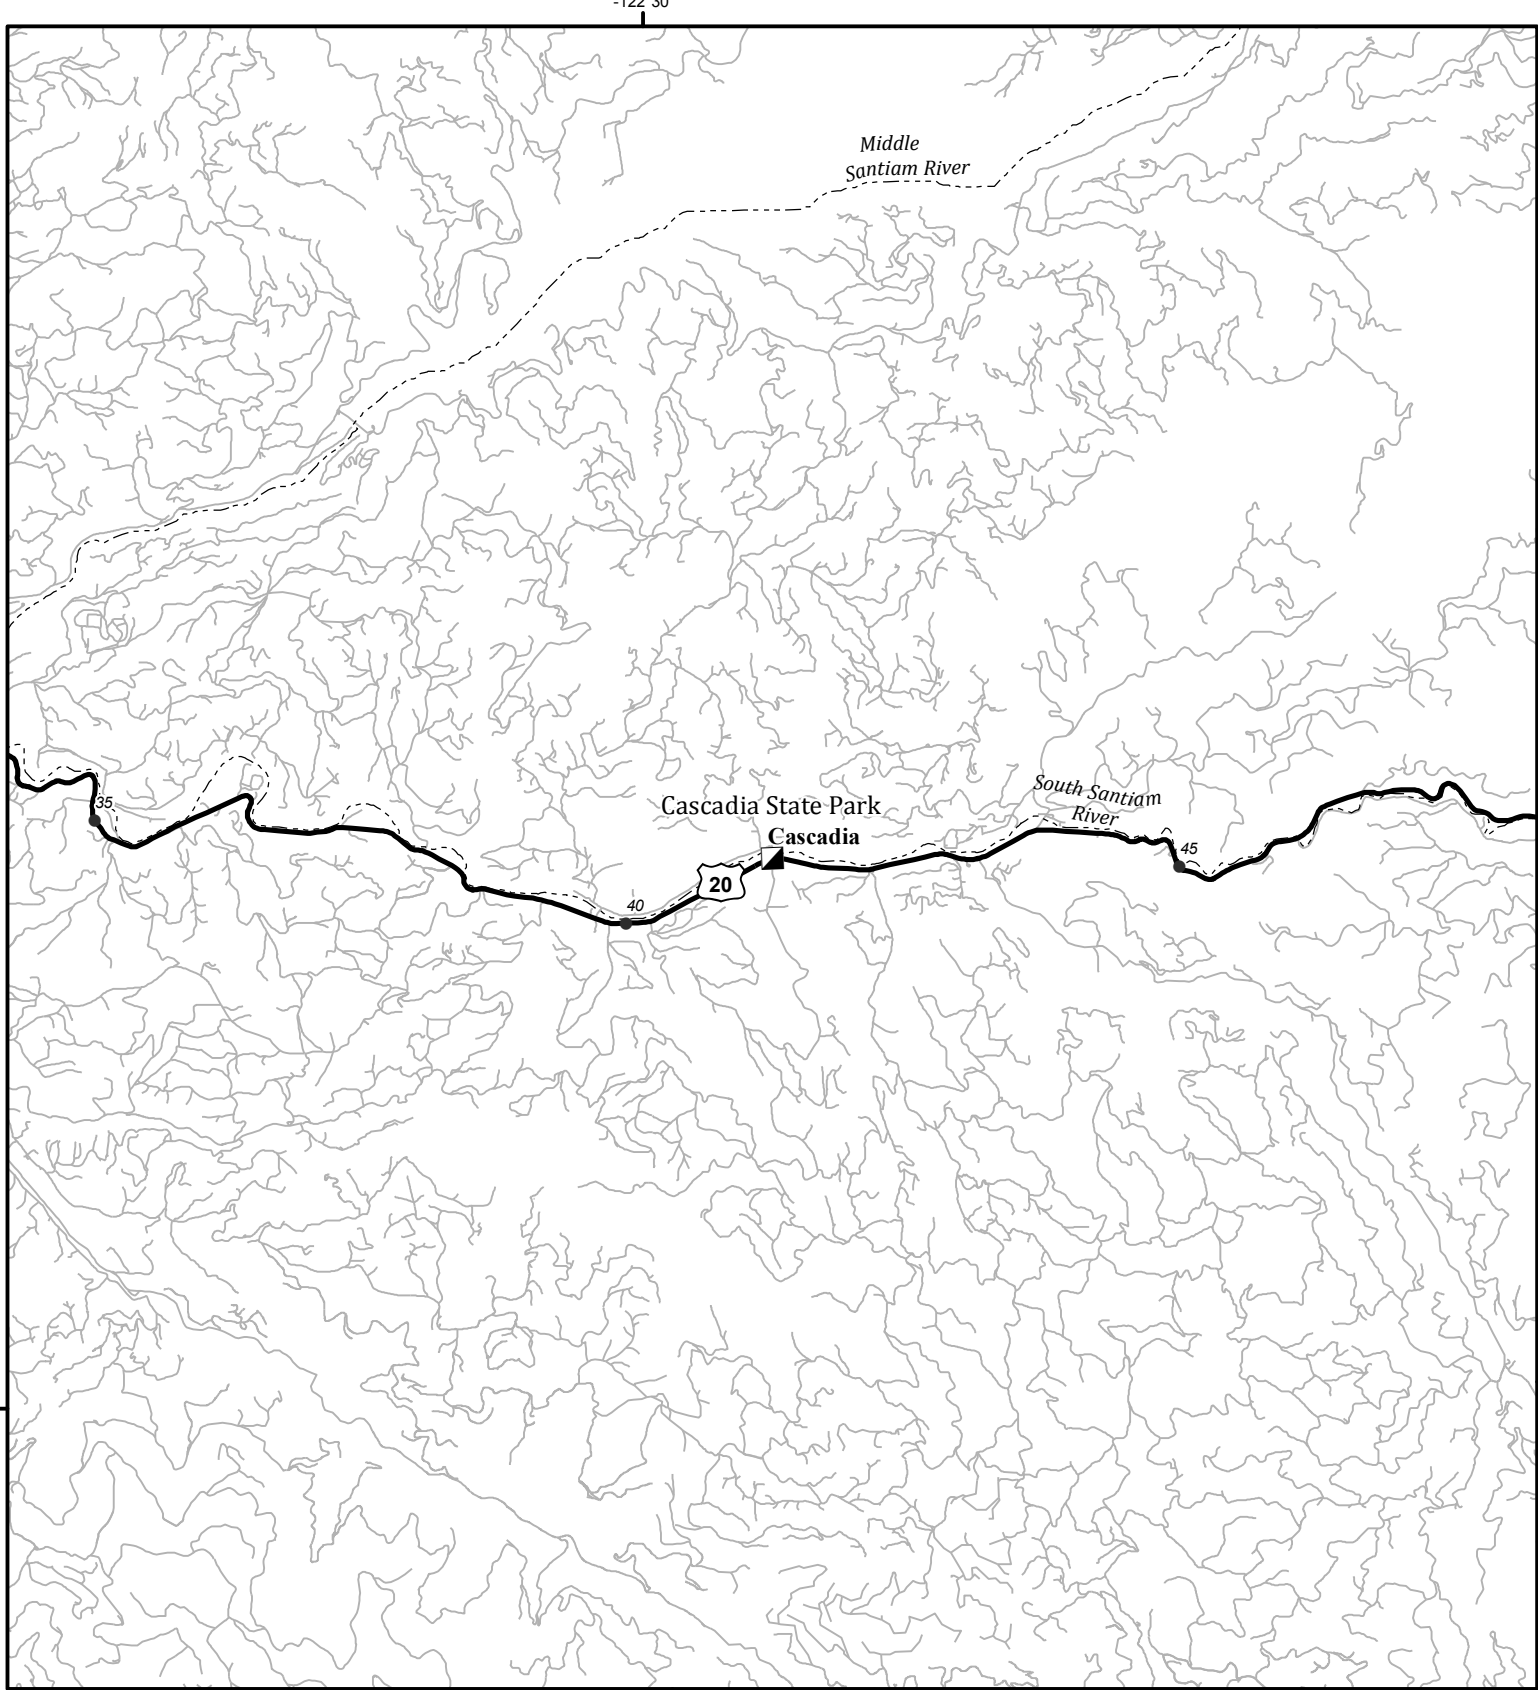 -122 30
Middle
Santiam River
35
Cascadia State Park
Cascadia
South Santiam
River
20
40
45